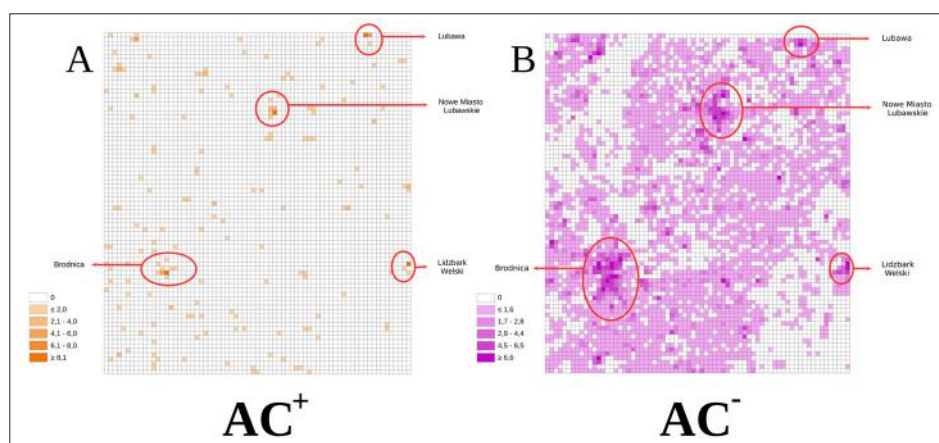 A
Lubawa
Nowe Miasto
Lubawskie
Brodnica
Lidzbark
Welski
0
≤ 2,0
2,1 - 4,0
4,1 - 6,0
6,1 - 8,0
≥ 8,1
AC+
B
Lubawa
Nowe Miasto
Lubawskie
Brodnica
Lidzbark
Welski
0
≤ 1,6
1,7 - 2,8
2,9 - 4,4
4,5 - 6,5
≥ 6,6
AC-